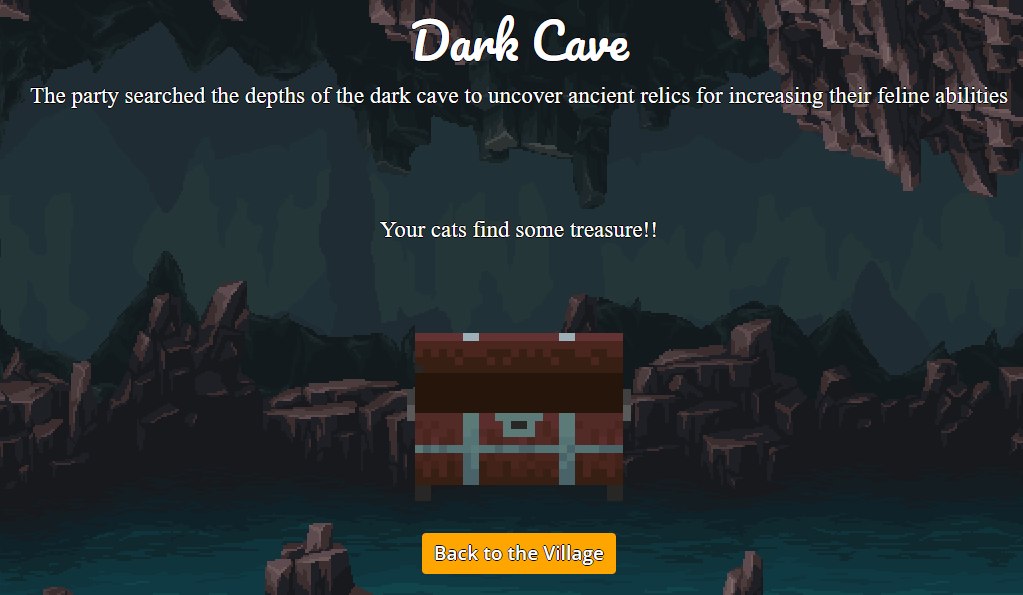 Dark Cave
The party searched the depths of the dark cave to uncover ancient relics for increasing their feline abilities
Your cats find some treasure!!
Back to the Village